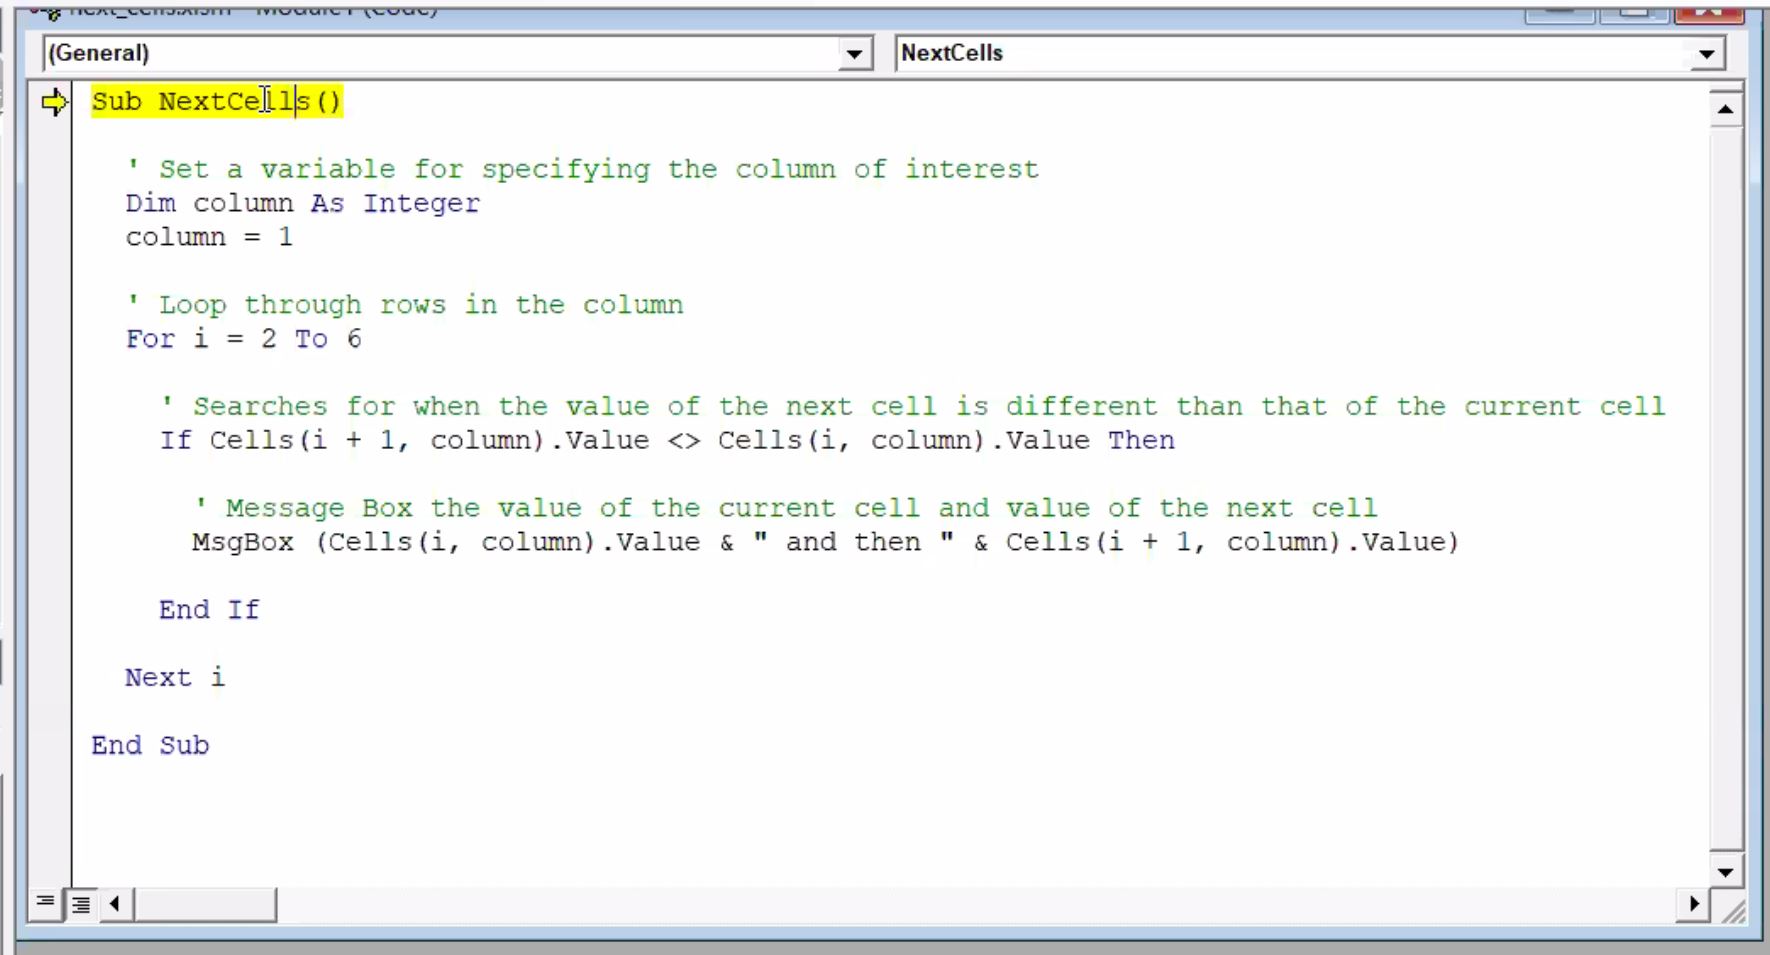 next_cells.xlsm - Module1 (Code)
(General)
NextCells
Sub NextCells()
' Set a variable for specifying the column of interest
Dim column As Integer
column = 1
' Loop through rows in the column
For i = 2 To 6
' Searches for when the value of the next cell is different than that of the current cell
If Cells(i + 1, column).Value <> Cells(i, column).Value Then
' Message Box the value of the current cell and value of the next cell
MsgBox (Cells(i, column).Value & " and then " & Cells(i + 1, column).Value)
End If
Next i
End Sub